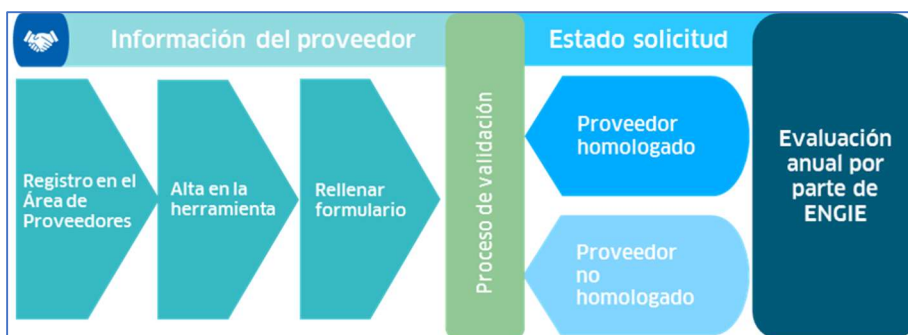 Información del proveedor
Estado solicitud
Registro en el
Área de
Proveedores
Alta en la
herramienta
Rellenar
formulario
Proceso de validación
Proveedor
homologado
Proveedor
no
homologado
Evaluación
anual por
parte de
ENGIE